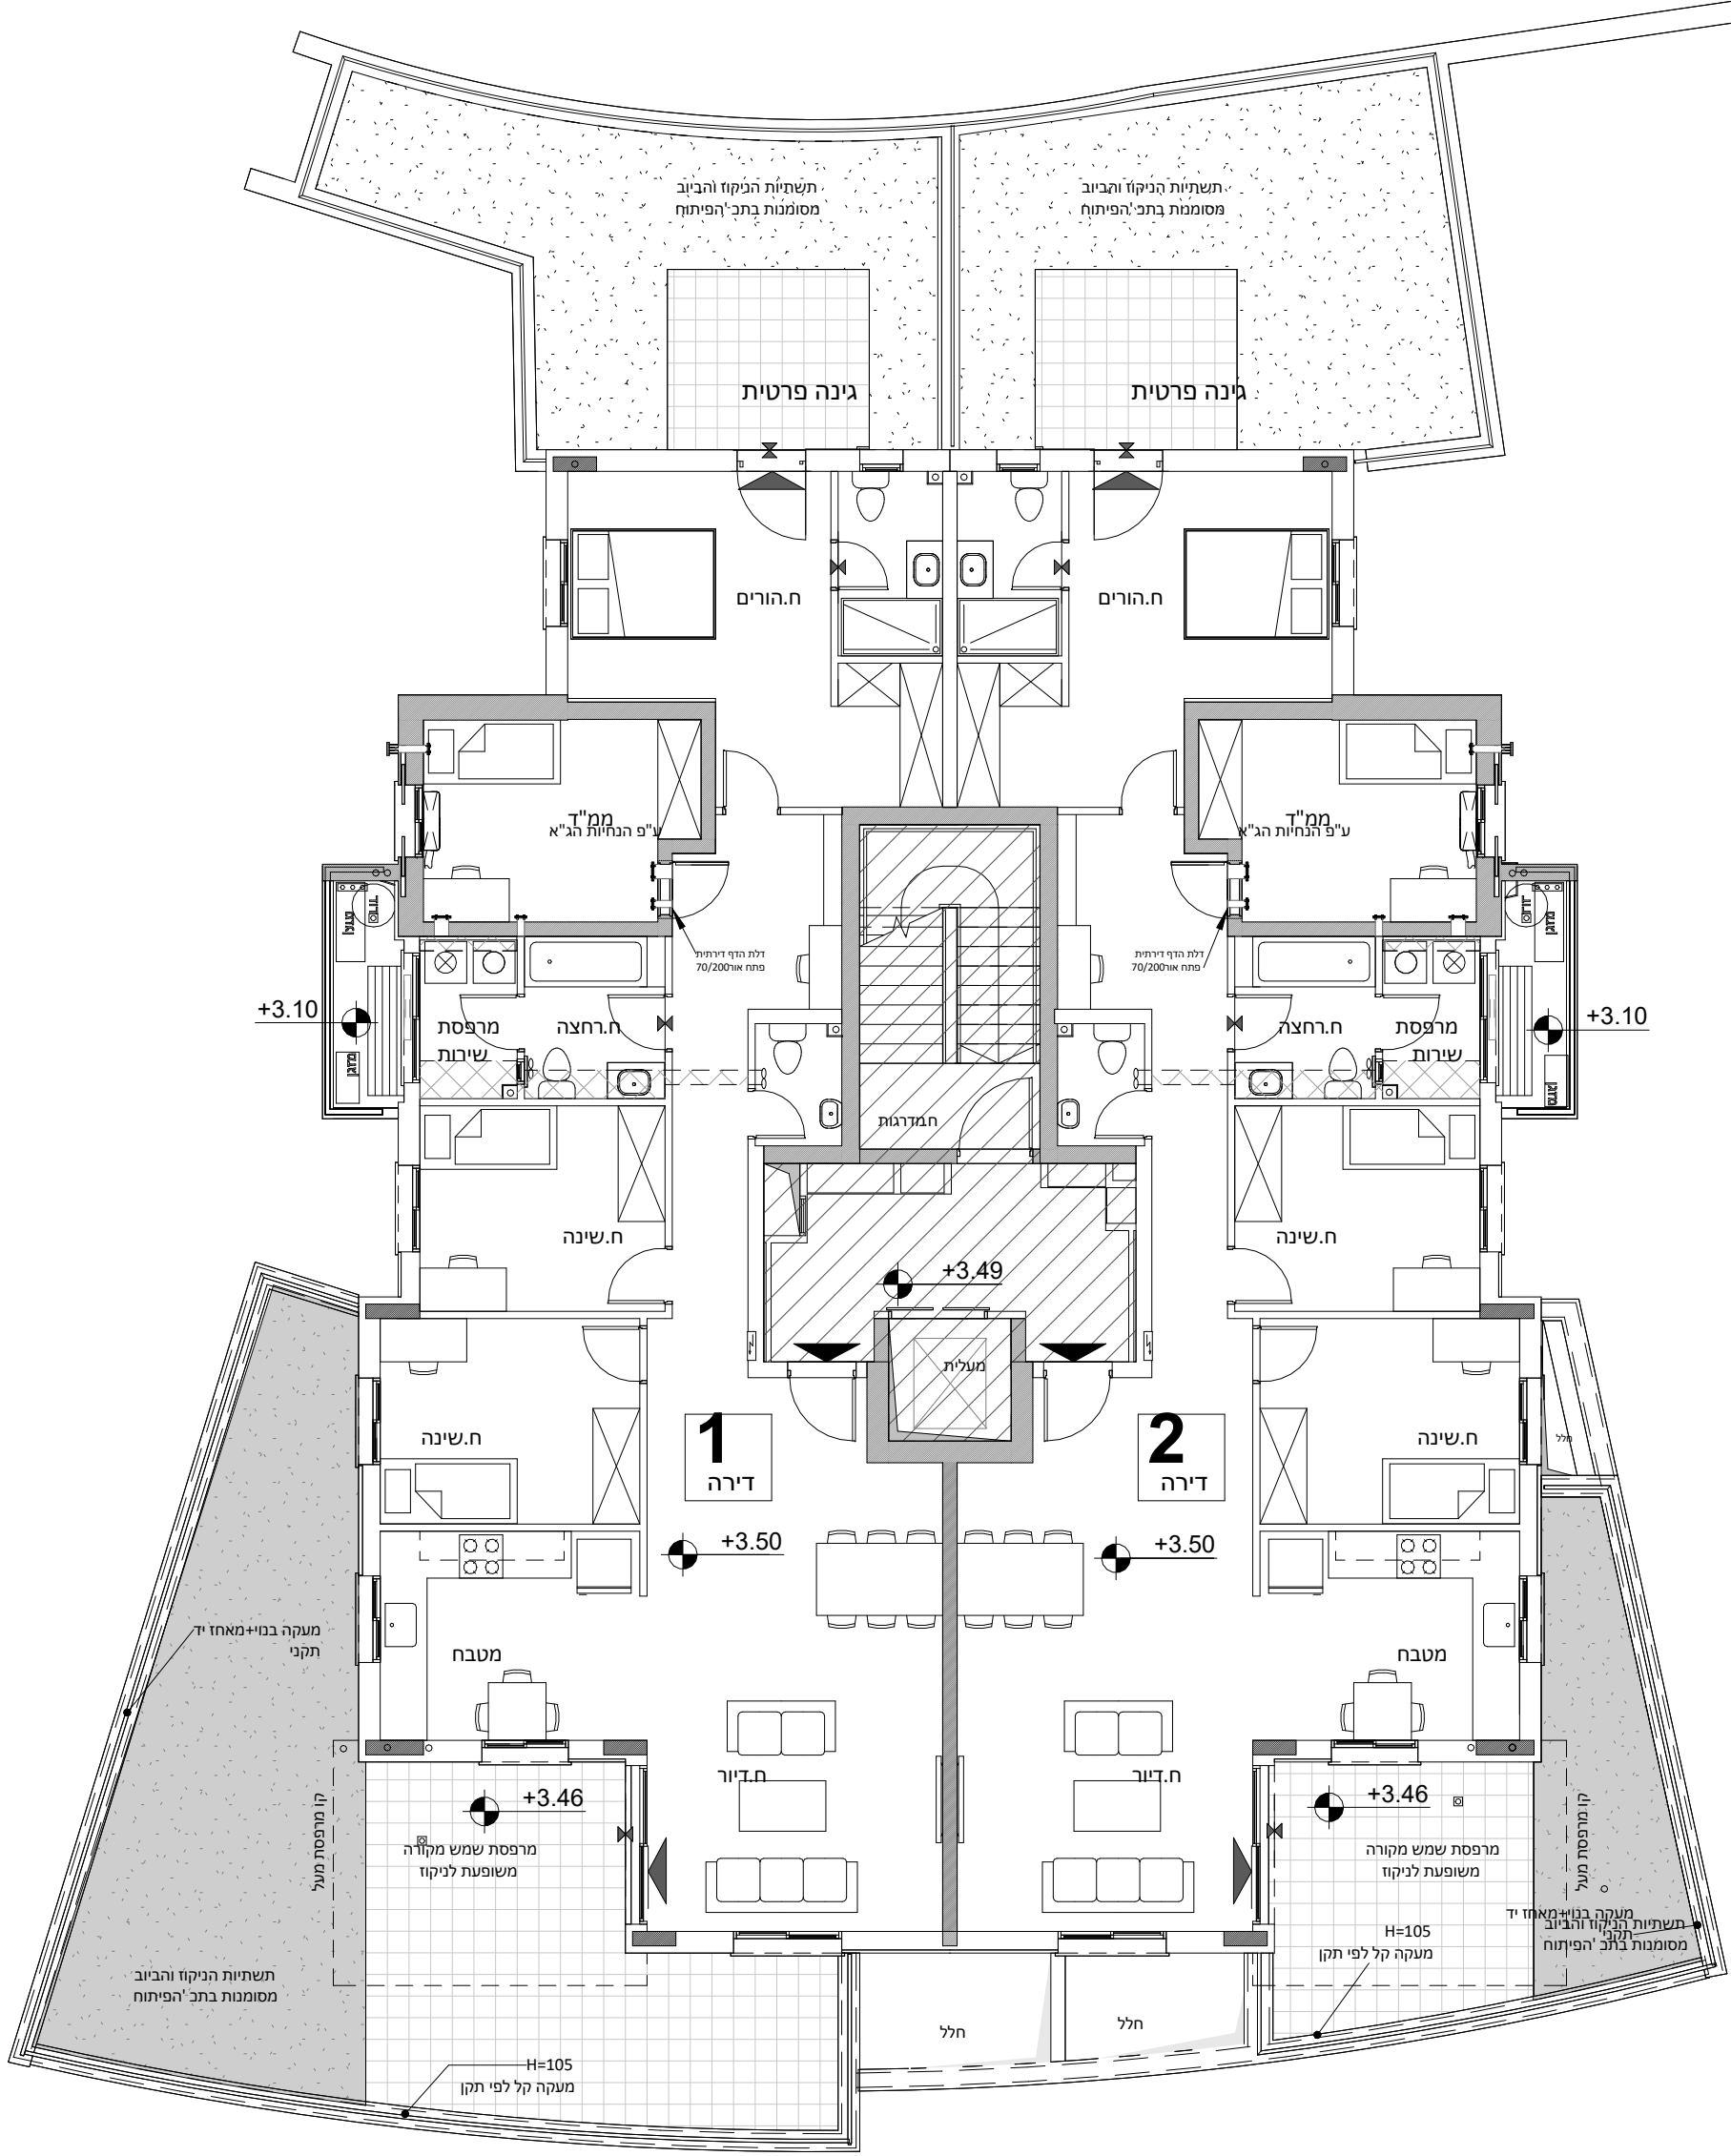 תשתיות הניקוז והביוב
מסומנות בתכ'הפיתוח
תשתיות הניקוז והביוב
מסומנות בתכ'הפיתוח
גינה פרטית
גינה פרטית
ח.הורים
ח.הורים
ממ"ד
ע"פ הנחיות הג"א
ממ"ד
ע"פ הנחיות הג"א
דוד
מזגן
דוד
מזגן
דלת הדף דירתית
פתח אור70/200
דלת הדף דירתית
פתח אור70/200
+3.10
מרפסת
שירות
ח.רחצה
ח.רחצה
מרפסת
שירות
+3.10
מזגן
מזגן
ח.מדרגות
ח.שינה
ח.שינה
+3.49
מעלית
ח.שינה
1
דירה
2
דירה
ח.שינה
חלל
+3.50
+3.50
מעקה בנוי+מאחז יד
תקני
מטבח
מטבח
ח.דיור
ח.דיור
+3.46
+3.46
קו מרפסת מעל
מרפסת שמש מקורה
משופעת לניקוז
מרפסת שמש מקורה
משופעת לניקוז
קו מרפסת מעל
מעקה בנוי+מאחז יד
תקני
תשתיות הניקוז והביוב
מסומנות בתכ'הפיתוח
H=105
מעקה קל לפי תקן
תשתיות הניקוז והביוב
מסומנות בתכ'הפיתוח
חלל
חלל
H=105
מעקה קל לפי תקן